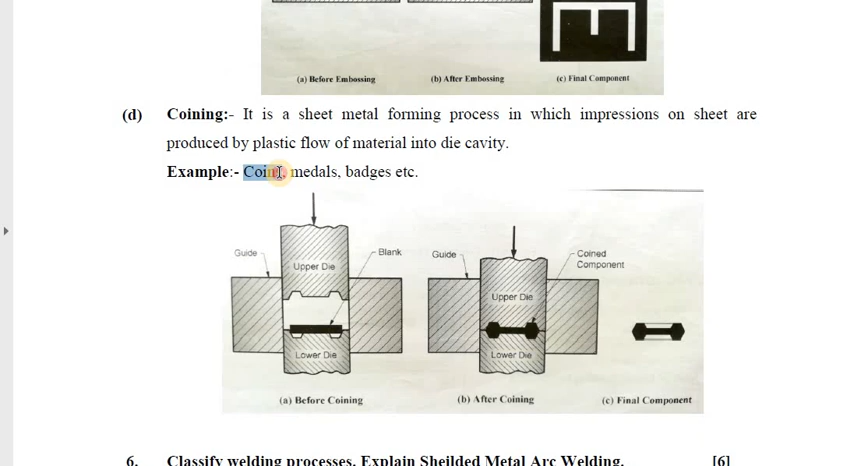 (a) Before Embossing (b) After Embossing (c) Final Component
(d) Coining:- It is a sheet metal forming process in which impressions on sheet are
produced by plastic flow of material into die cavity.
Example:- Coins, medals, badges etc.
Guide
Upper Die
Blank
Lower Die
Guide
Upper Die
Coined
Component
Lower Die
(a) Before Coining (b) After Coining (c) Final Component
6. Classify welding processes. Explain Sheilded Metal Arc Welding. [6]